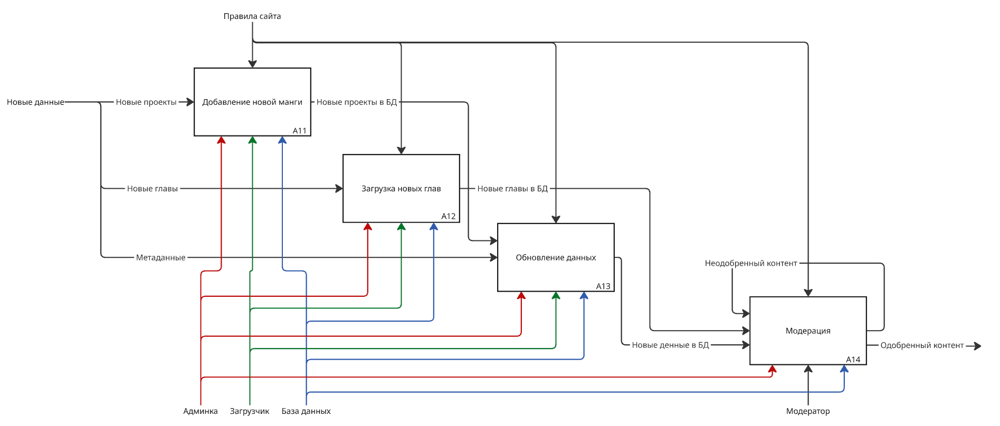 Правила сайта
Новые данные
Новые проекты
Добавление новой манги
Новые проекты в БД
A11
Новые главы
Загрузка новых глав
Новые главы в БД
A12
Метаданные
Обновление данных
Неодобренный контент
A13
Модерация
Новые денные в БД
Одобренный контент
A14
Админка
Загрузчик
База данных
Модератор